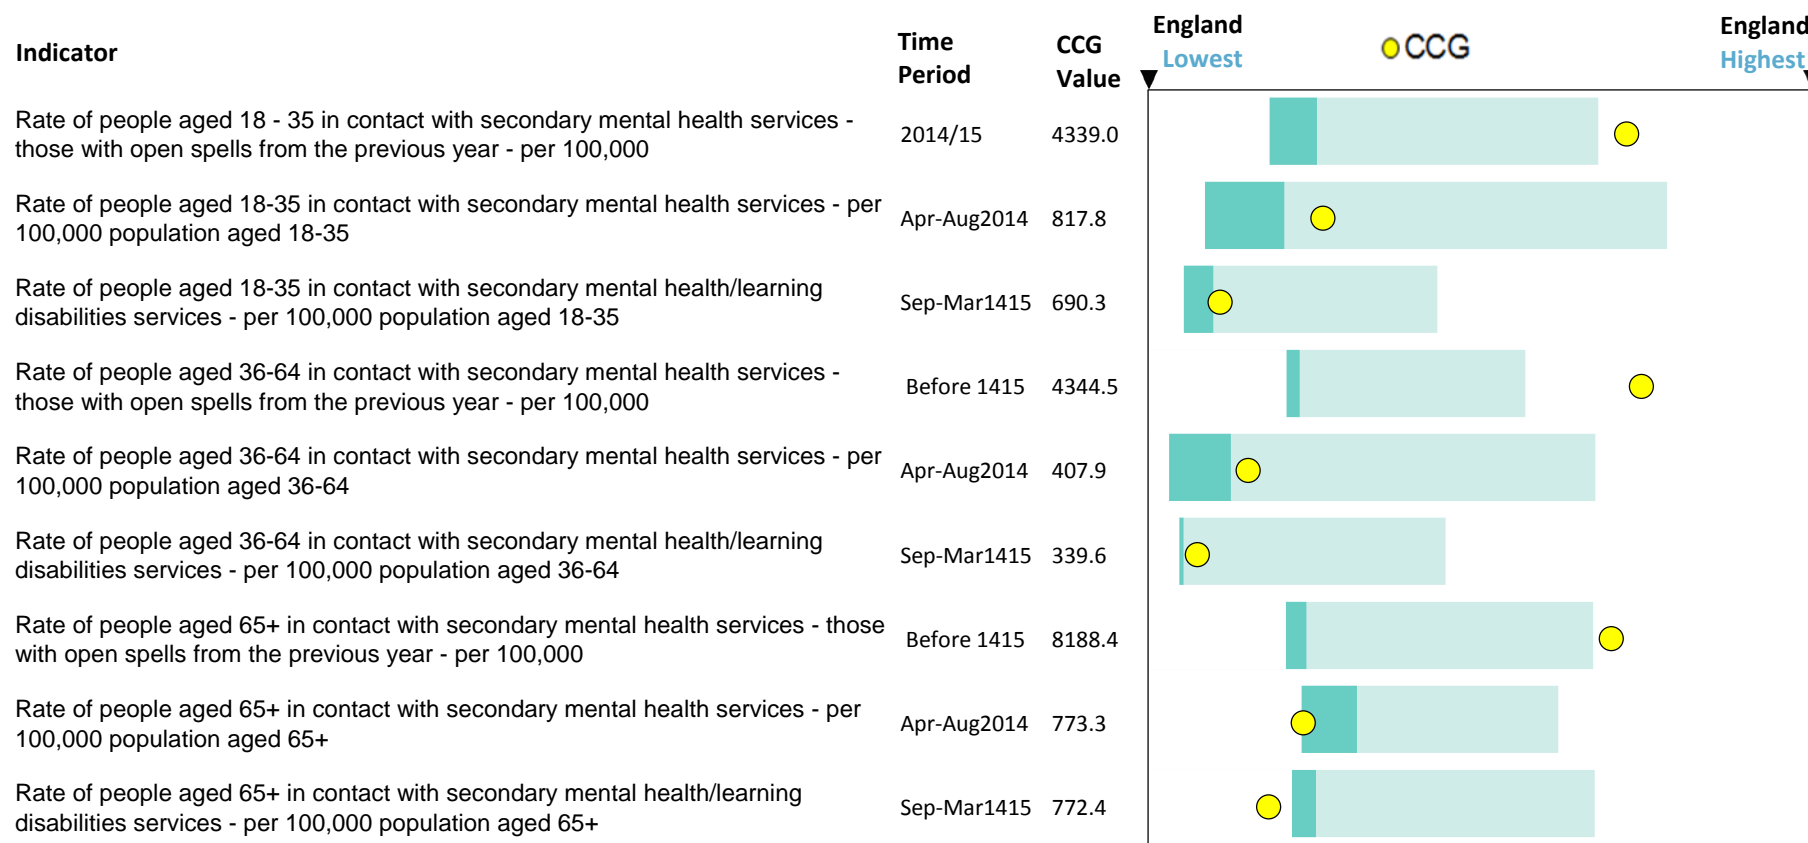 Indicator
Time
Period
CCG
Value
England
Lowest
CCG
England
Highest
Rate of people aged 18 - 35 in contact with secondary mental health services -
those with open spells from the previous year - per 100,000
2014/15
4339.0
Rate of people aged 18-35 in contact with secondary mental health services - per
100,000 population aged 18-35
Apr-Aug2014
817.8
Rate of people aged 18-35 in contact with secondary mental health/learning
disabilities services - per 100,000 population aged 18-35
Sep-Mar1415
690.3
Rate of people aged 36-64 in contact with secondary mental health services -
those with open spells from the previous year - per 100,000
Before 1415
4344.5
Rate of people aged 36-64 in contact with secondary mental health services - per
100,000 population aged 36-64
Apr-Aug2014
407.9
Rate of people aged 36-64 in contact with secondary mental health/learning
disabilities services - per 100,000 population aged 36-64
Sep-Mar1415
339.6
Rate of people aged 65+ in contact with secondary mental health services - those
with open spells from the previous year - per 100,000
Before 1415
8188.4
Rate of people aged 65+ in contact with secondary mental health services - per
100,000 population aged 65+
Apr-Aug2014
773.3
Rate of people aged 65+ in contact with secondary mental health/learning
disabilities services - per 100,000 population aged 65+
Sep-Mar1415
772.4